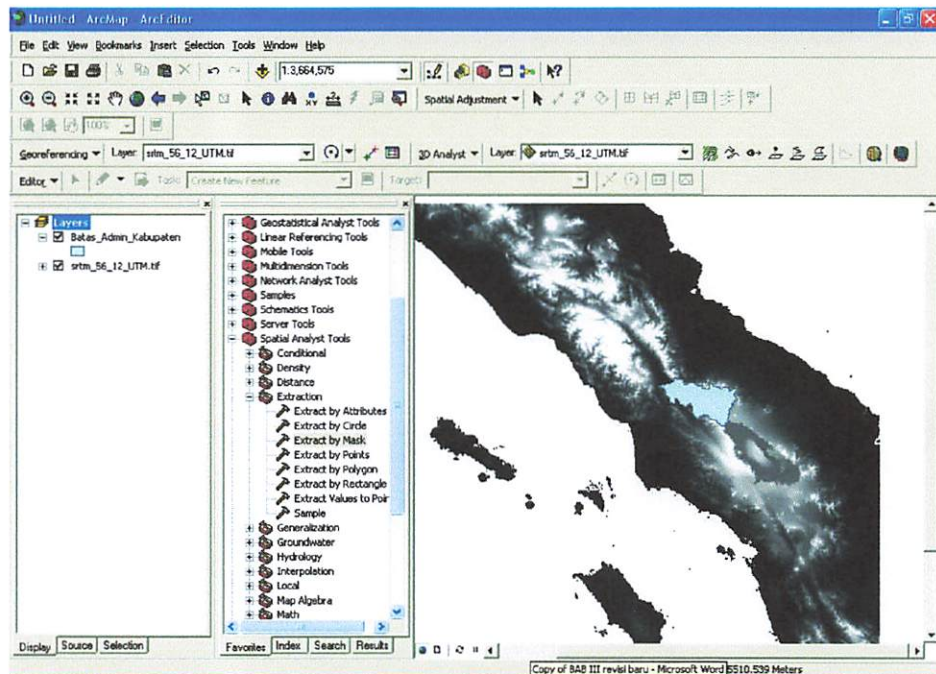 Untitled ArcMap ArcEditor
File Edit View Bookmarks Insert Selection Tools Window Help
1:3,664,575
Spatial Adjustment
100%
Georeferencing Layer: srtm_56_12_UTM.tif 3D Analyst Layer: srtm_56_12_UTM.tif
Editor Task: Create New Feature Target:
Layers
Batas_Admin_Kabupaten
srtm_56_12_UTM.tif
Geostatistical Analyst Tools
Linear Referencing Tools
Mobile Tools
Multidimension Tools
Network Analyst Tools
Samples
Schematics Tools
Server Tools
Spatial Analyst Tools
Conditional
Density
Distance
Extraction
Extract by Attributes
Extract by Circle
Extract by Mask
Extract by Points
Extract by Polygon
Extract by Rectangle
Extract Values to Poir
Sample
Generalization
Groundwater
Hydrology
Interpolation
Local
Map Algebra
Math
Display Source Selection
Favorites Index Search Results
Copy of BAB III revisi baru - Microsoft Word 5510.539 Meters